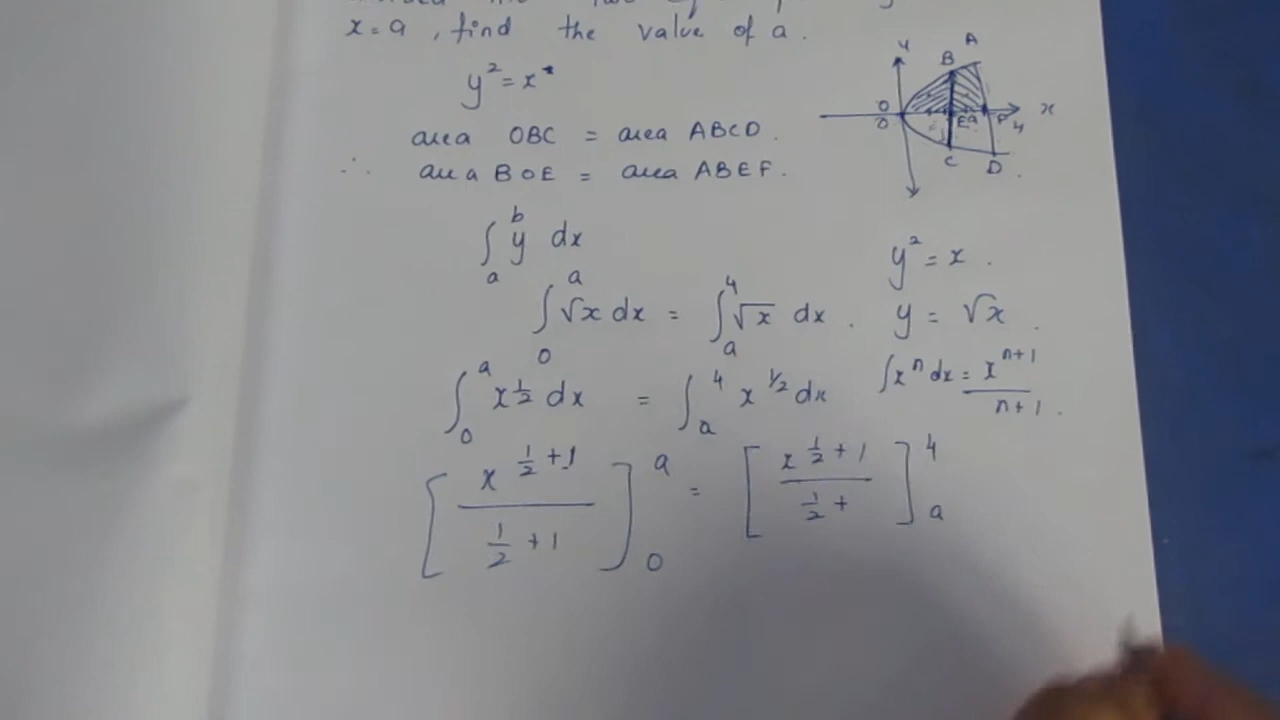 x = a , find the value of a .
y² = x
area OBC = area ABCD .
∴ area BOE = area ABEF .
∫ₐᵇ y dx
y² = x .
∫₀ᵃ √x dx = ∫ₐ⁴ √x dx .
y = √x .
∫₀ᵃ x^½ dx = ∫ₐ⁴ x^1/2 dx
∫xⁿ dx = x^(n+1) / n+1 .
[ x^(½+1) / ½+1 ]₀ᵃ = [ x^(½+1) / ½+ ]ₐ⁴
y
A
B
O
O
E
a
F
4
x
C
D .